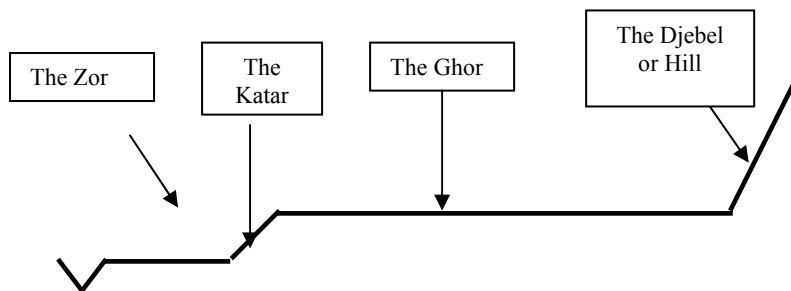 The Zor
The
Katar
The Ghor
The Djebel
or Hill